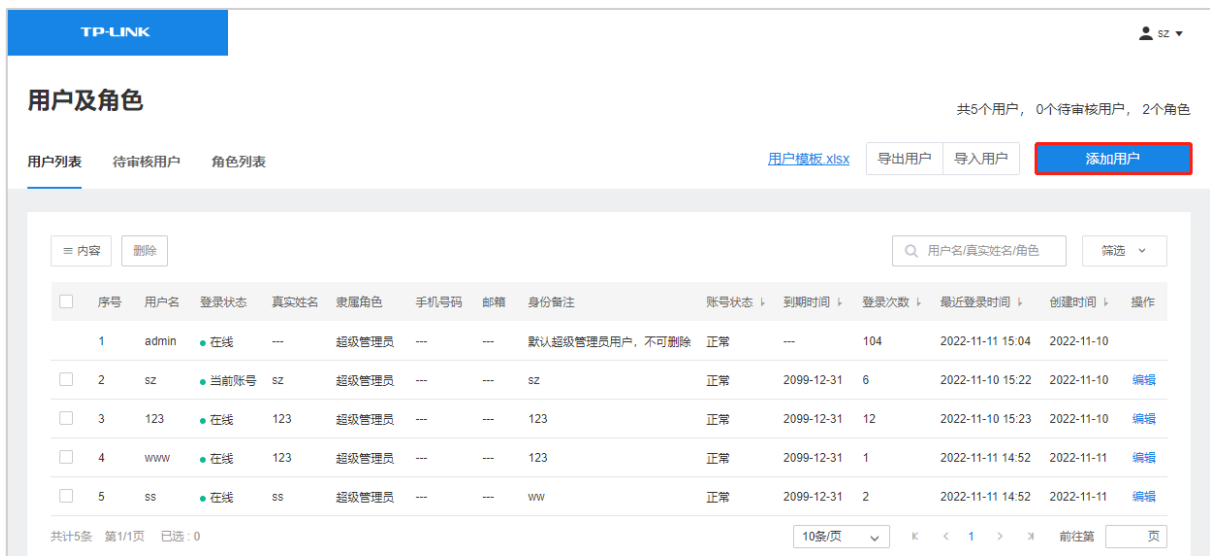 TP-LINK
sz
用户及角色
共5个用户， 0个待审核用户， 2个角色
用户列表 待审核用户 角色列表 用户模板.xlsx 导出用户 导入用户 添加用户
内容 删除 用户名/真实姓名/角色 筛选
序号 用户名 登录状态 真实姓名 隶属角色 手机号码 邮箱 身份备注 账号状态 到期时间 登录次数 最近登录时间 创建时间 操作
1 admin 在线 --- 超级管理员 --- --- 默认超级管理员用户，不可删除 正常 --- 104 2022-11-11 15:04 2022-11-10
2 sz 当前账号 sz 超级管理员 --- --- sz 正常 2099-12-31 6 2022-11-10 15:22 2022-11-10 编辑
3 123 在线 123 超级管理员 --- --- 123 正常 2099-12-31 12 2022-11-10 15:23 2022-11-10 编辑
4 www 在线 123 超级管理员 --- --- 123 正常 2099-12-31 1 2022-11-11 14:52 2022-11-11 编辑
5 ss 在线 ss 超级管理员 --- --- ww 正常 2099-12-31 2 2022-11-11 14:52 2022-11-11 编辑
共计5条 第1/1页 已选：0 10条/页 1 前往第 页